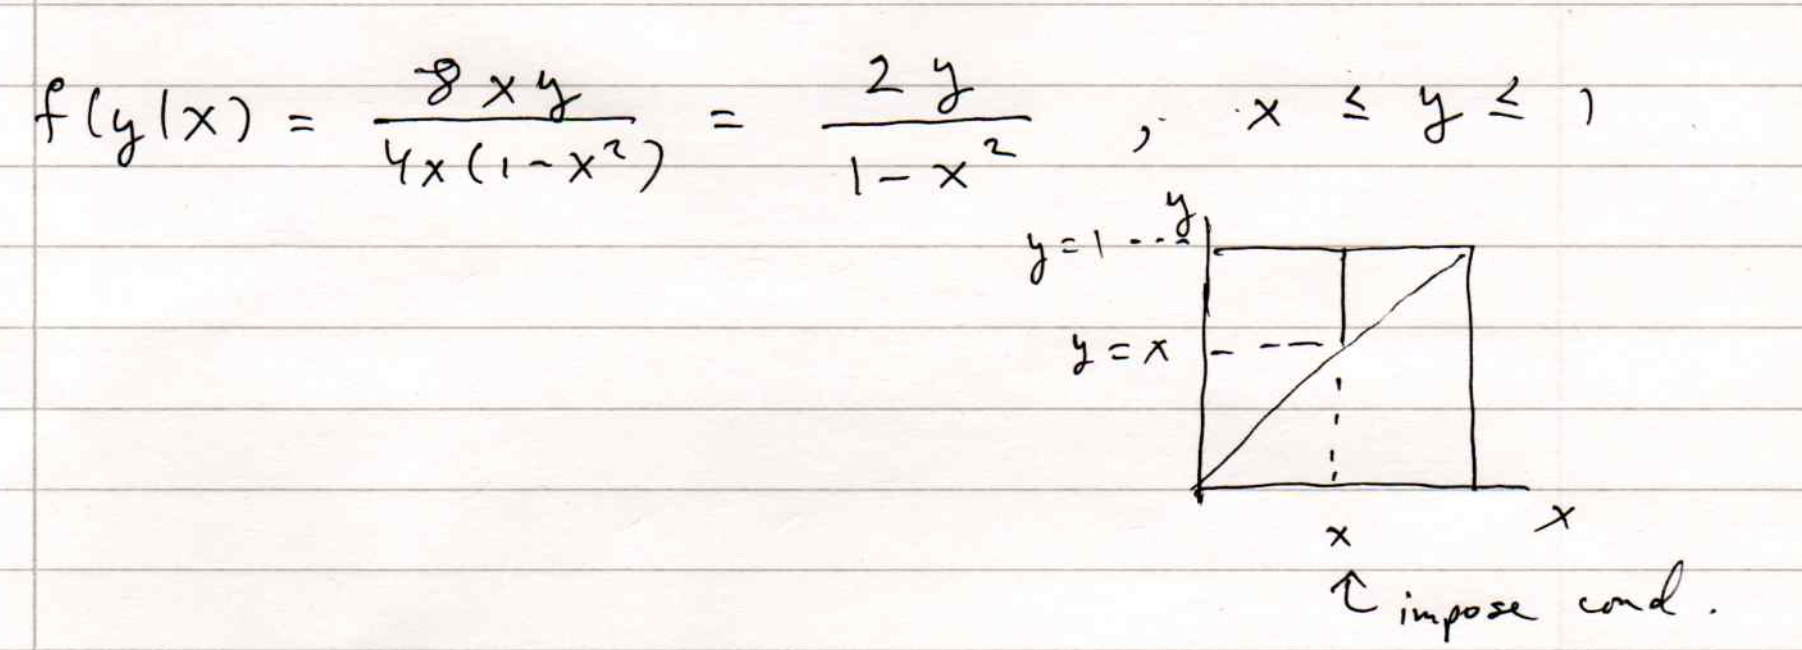 f(y|x) = 8xy / 4x(1-x²) = 2y / 1-x² , x ≤ y ≤ 1
y
y = 1
y = x
x
x
↑ impose cond.